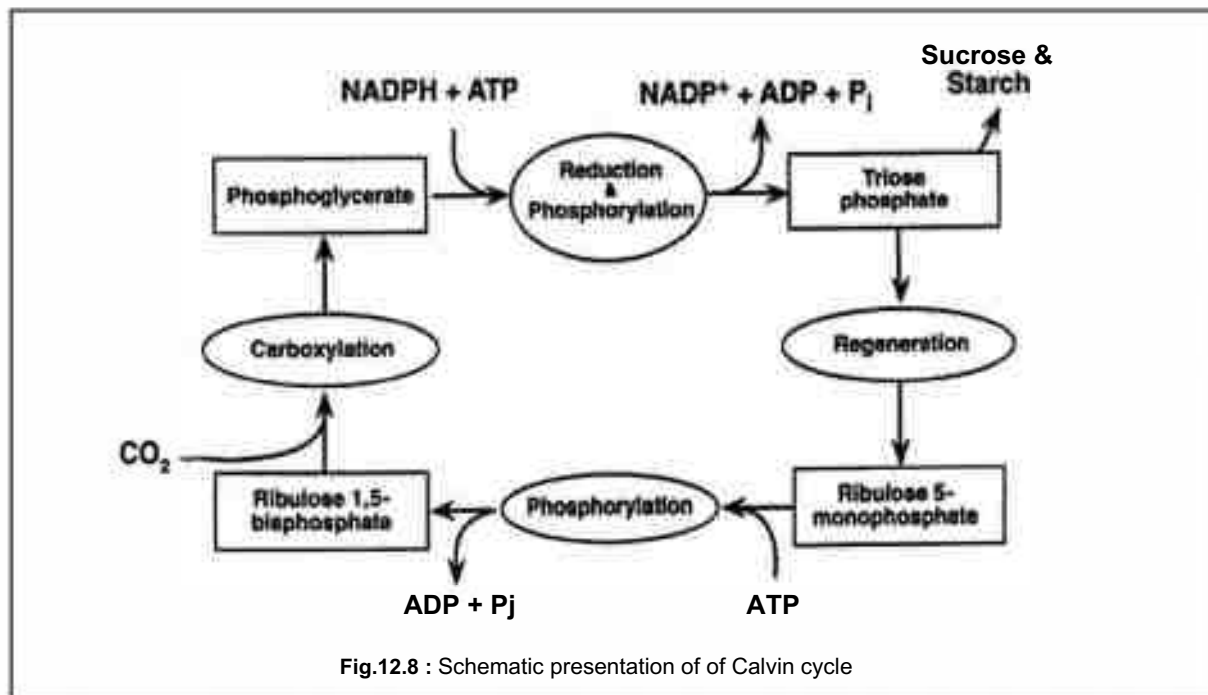 Sucrose &
Starch
NADPH + ATP
NADP⁺ + ADP + Pi
Phosphoglycerate
Reduction
&
Phosphorylation
Triose
phosphate
Carboxylation
Regeneration
CO₂
Ribulose 1,5-
bisphosphate
Phosphorylation
Ribulose 5-
monophosphate
ADP + Pj
ATP
Fig.12.8 : Schematic presentation of of Calvin cycle